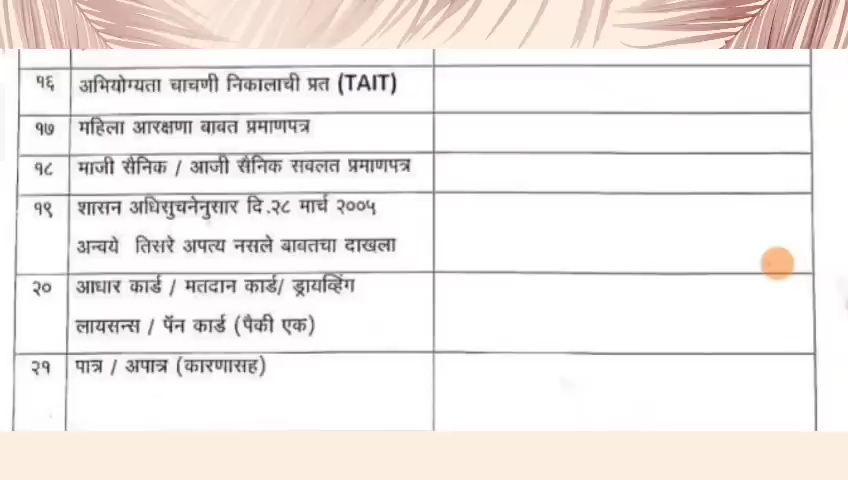 १६ अभियोग्यता चाचणी निकालाची प्रत (TAIT)
१७ महिला आरक्षणा बावत प्रमाणपत्र
१८ माजी सैनिक / आजी सैनिक सवलत प्रमाणपत्र
१९ शासन अधिसुचनेनुसार दि.२८ मार्च २००५
अन्वये तिसरे अपत्य नसले बावतचा दाखला
२० आधार कार्ड / मतदान कार्ड/ ड्रायव्हिंग
लायसन्स / पॅन कार्ड (पैकी एक)
२१ पात्र / अपात्र (कारणासह)